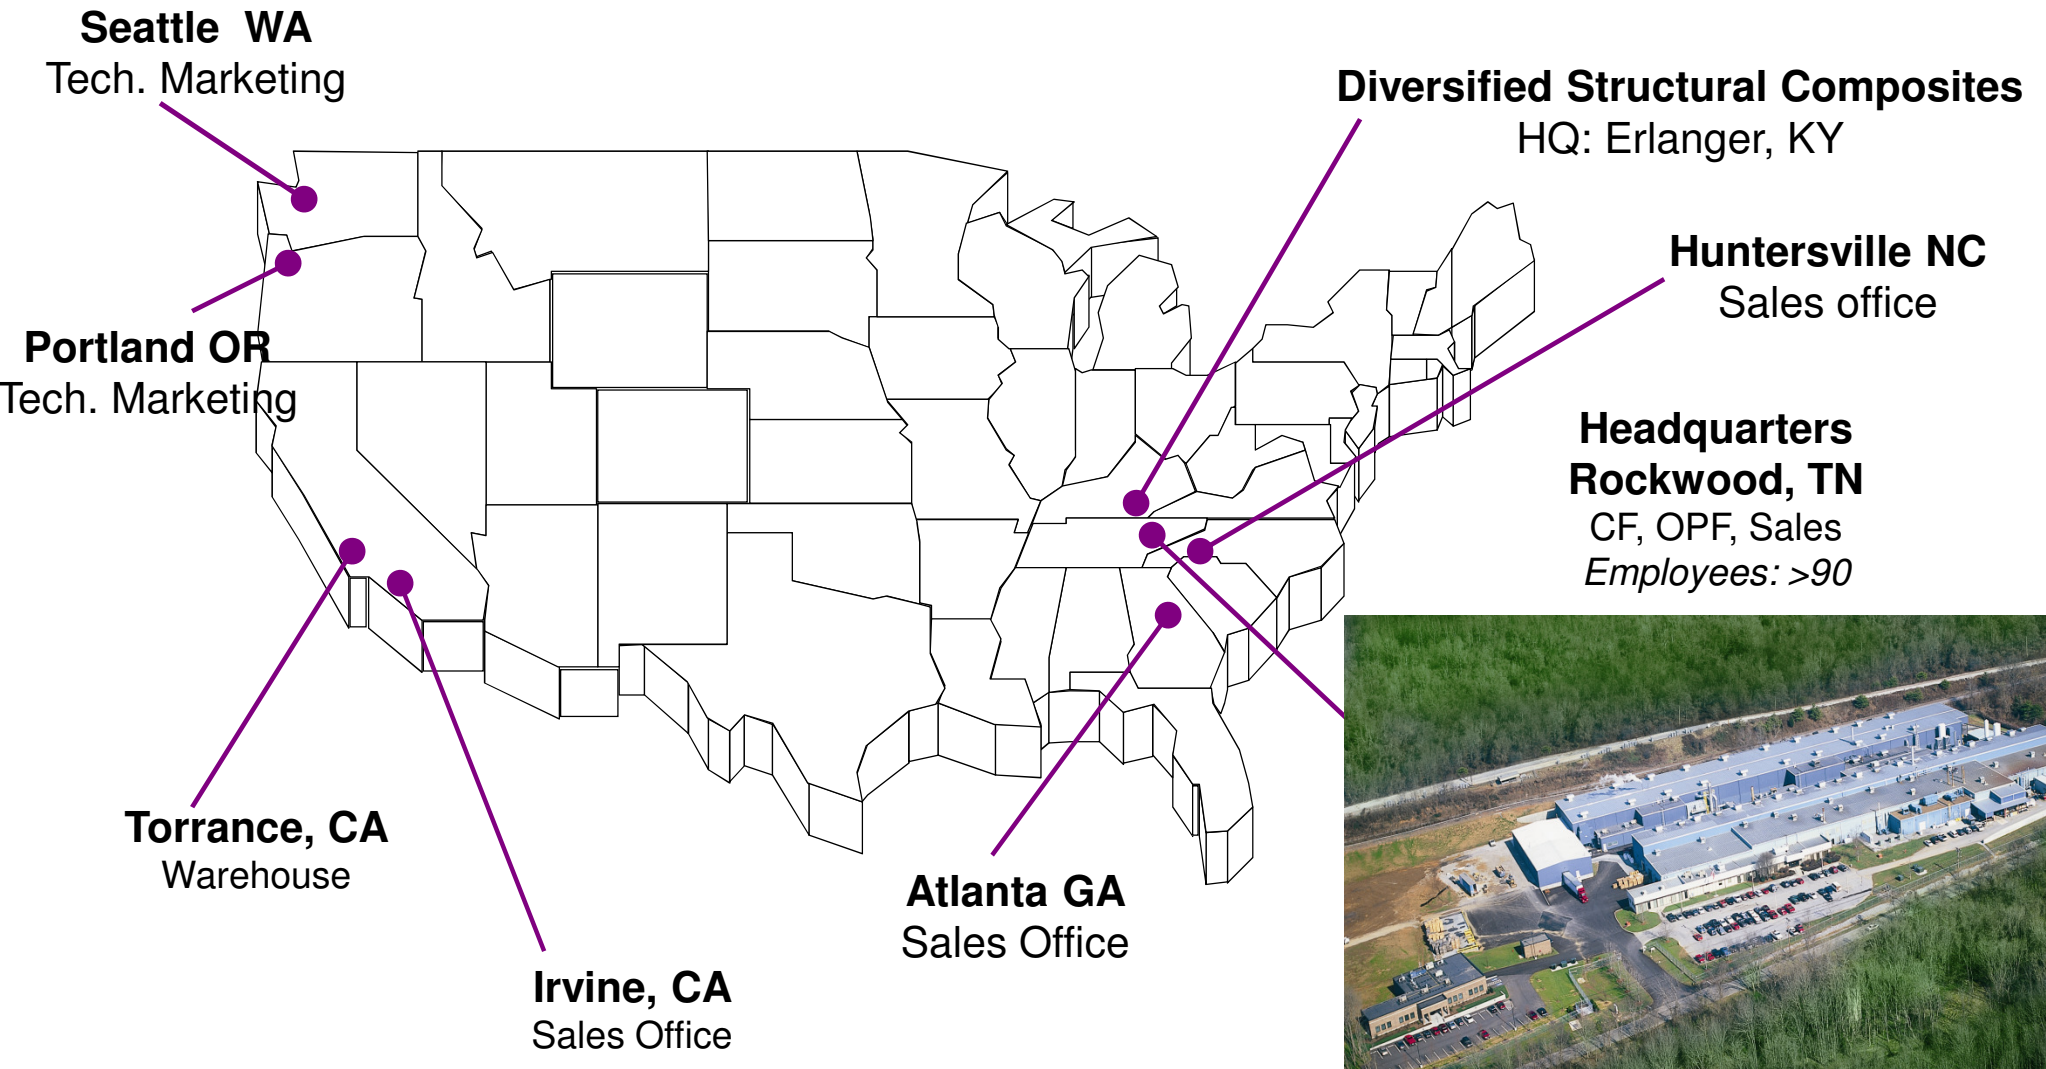 Seattle  WA
Tech. Marketing
Diversified Structural Composites
HQ: Erlanger, KY
Huntersville NC
Sales office
Portland OR
Tech. Marketing
Headquarters
Rockwood, TN
CF, OPF, Sales
Employees: >90
Torrance, CA
Warehouse
Atlanta GA
Sales Office
Irvine, CA
Sales Office